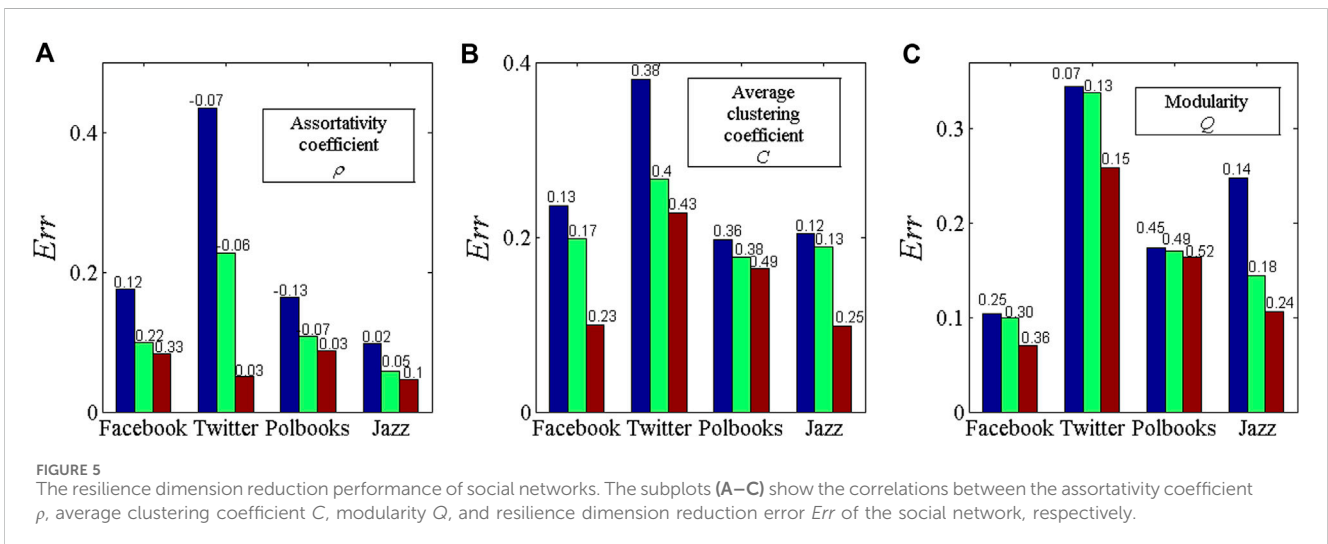 A
B
C
0.4
0.2
0
Err
-0.07
0.12
0.22
0.33
-0.06
0.03
-0.13
-0.07
0.03
0.02
0.05
0.1
Assortativity
coefficient
ρ
Facebook Twitter Polbooks Jazz
0.4
0.2
0
Err
0.38
0.13
0.17
0.23
0.4
0.43
0.36
0.38
0.49
0.12
0.13
0.25
Average
clustering
coefficient
C
Facebook Twitter Polbooks Jazz
0.3
0.2
0.1
0
Err
0.07
0.13
0.15
0.25
0.30
0.36
0.45
0.49
0.52
0.14
0.18
0.24
Modularity
Q
Facebook Twitter Polbooks Jazz
FIGURE 5
The resilience dimension reduction performance of social networks. The subplots (A–C) show the correlations between the assortativity coefficient
ρ, average clustering coefficient C, modularity Q, and resilience dimension reduction error Err of the social network, respectively.